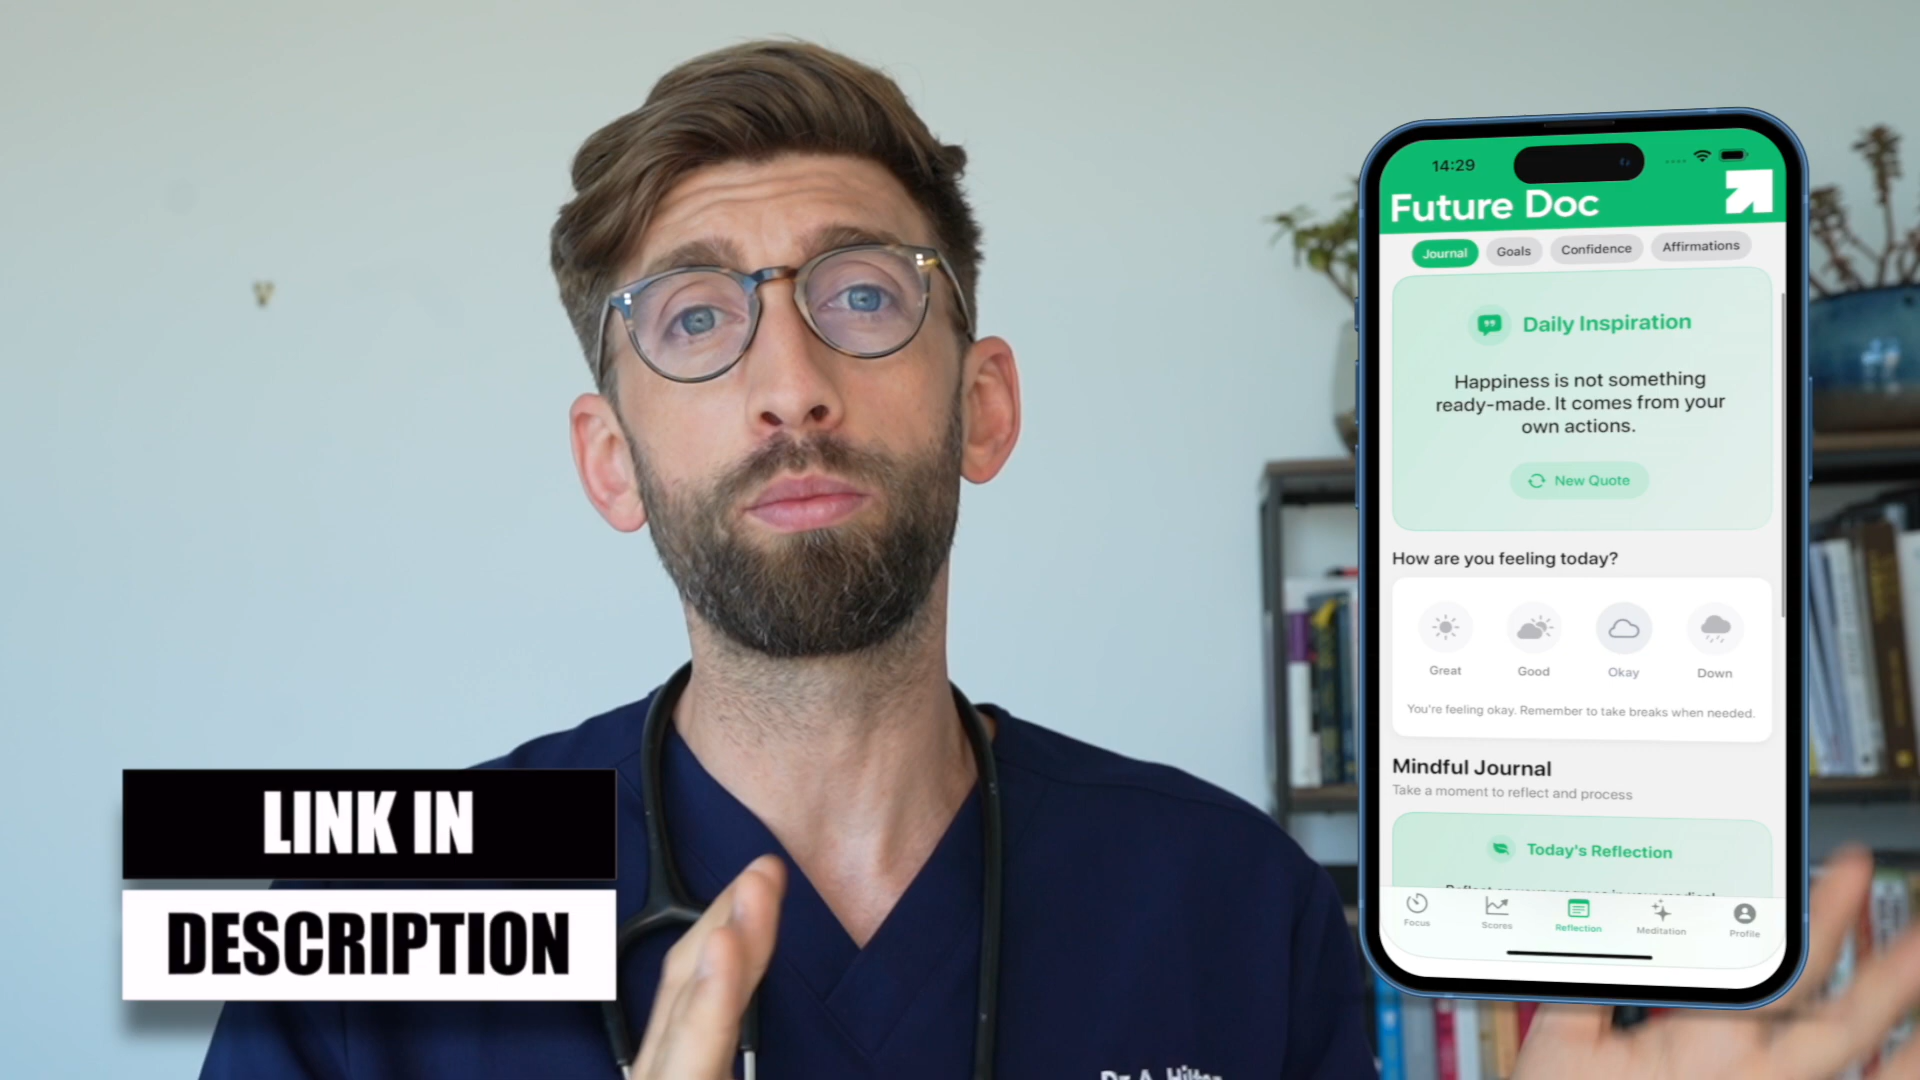 14:29
Future Doc
Journal
Goals
Confidence
Affirmations
Daily Inspiration
Happiness is not something
ready-made. It comes from your
own actions.
New Quote
How are you feeling today?
Great
Good
Okay
Down
You're feeling okay. Remember to take breaks when needed.
Mindful Journal
Take a moment to reflect and process
Today's Reflection
Focus
Scores
Reflection
Meditation
Profile
LINK IN
DESCRIPTION
Dr A. Hilton